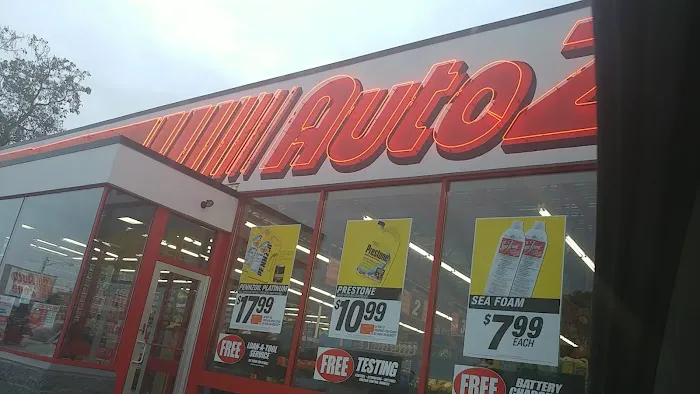 AutoZ
PENNZOIL PLATINUM
$17.99
FREE LOAN-A-TOOL
SERVICE
Prestone
PRESTONE
$10.99
FREE TESTING
SEA FOAM
$7.99
EACH
FREE BATTERY